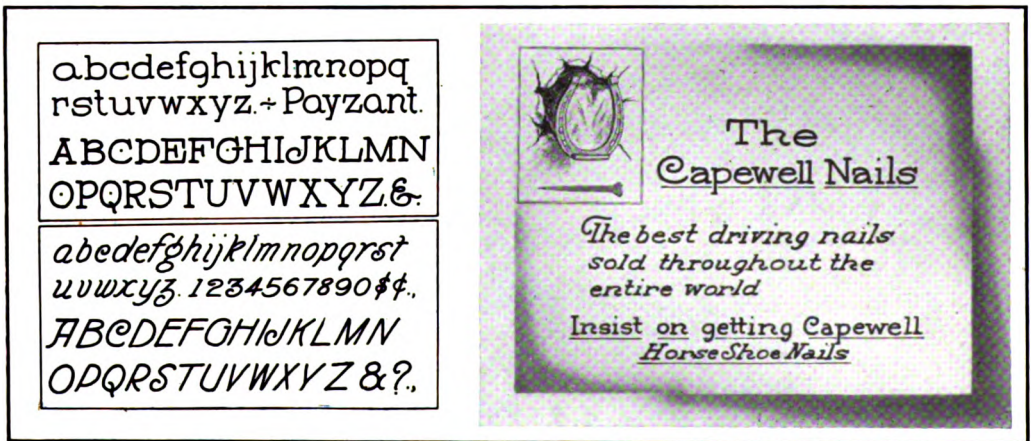 abcdefghijklmnopq
rstuvwxyz.÷Payzant.
ABCDEFGHIJKLMN
OPQRSTUVWXYZ.&.
abcdefghijklmnopqrst
uvwxyz. 1234567890$¢.,
ABCDEFGHIJKLMN
OPQRSTUVWXYZ &?.,
The
Capewell Nails
The best driving nails
sold throughout the
entire world
Insist on getting Capewell
Horse Shoe Nails